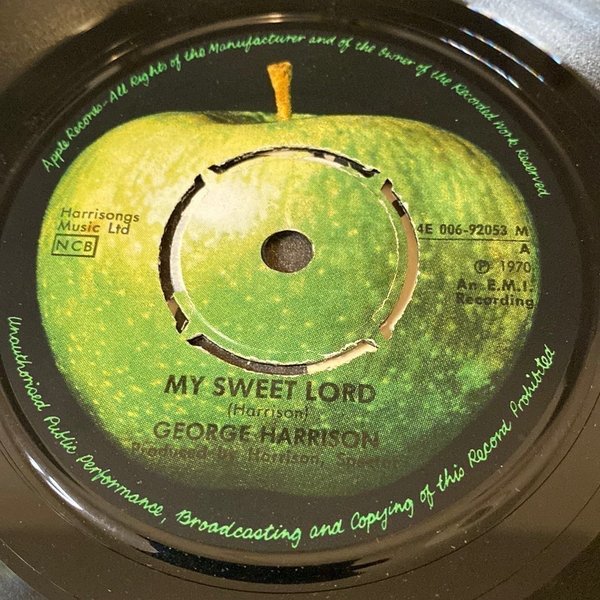 Apple Records-All Rights of the Manufacturer and of the Owner of the Recorded Work Reserved
Harrisongs
Music Ltd
NCB
4E 006-92053 M
A
Ⓟ 1970
An E.M.I.
Recording
MY SWEET LORD
(Harrison)
GEORGE HARRISON
Produced by Harrison, Spector
Unauthorised Public Performance, Broadcasting and Copying of this Record Prohibited